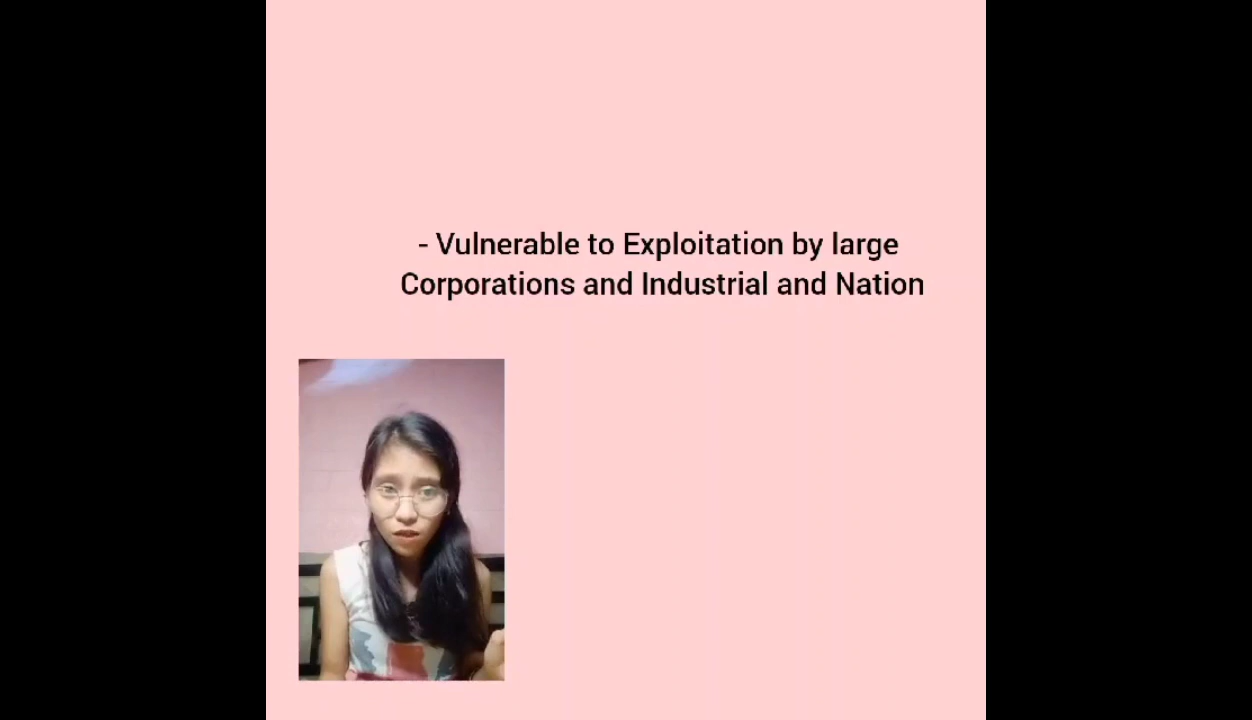 - Vulnerable to Exploitation by large
Corporations and Industrial and Nation